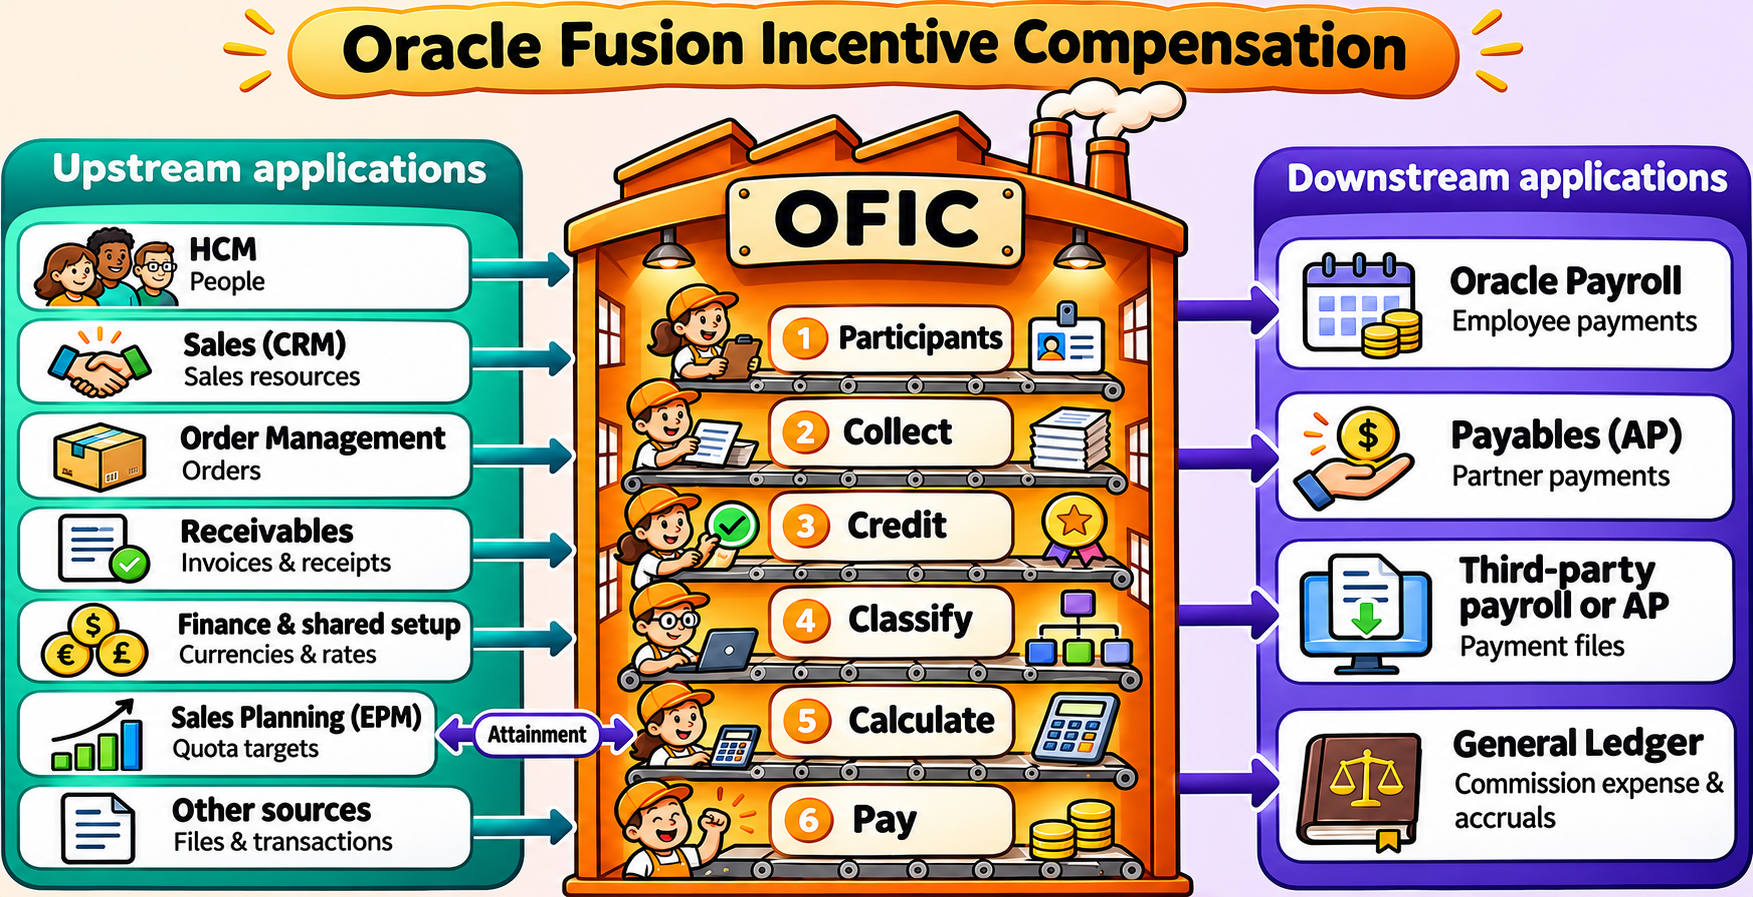 Oracle Fusion Incentive Compensation
Upstream applications
HCM
People
Sales (CRM)
Sales resources
Order Management
Orders
Receivables
Invoices & receipts
$
€
£
Finance & shared setup
Currencies & rates
Sales Planning (EPM)
Quota targets
Attainment
Other sources
Files & transactions
OFIC
1 Participants
2 Collect
3 Credit
4 Classify
5 Calculate
6 Pay
Downstream applications
Oracle Payroll
Employee payments
$
Payables (AP)
Partner payments
Third-party
payroll or AP
Payment files
General Ledger
Commission expense &
accruals